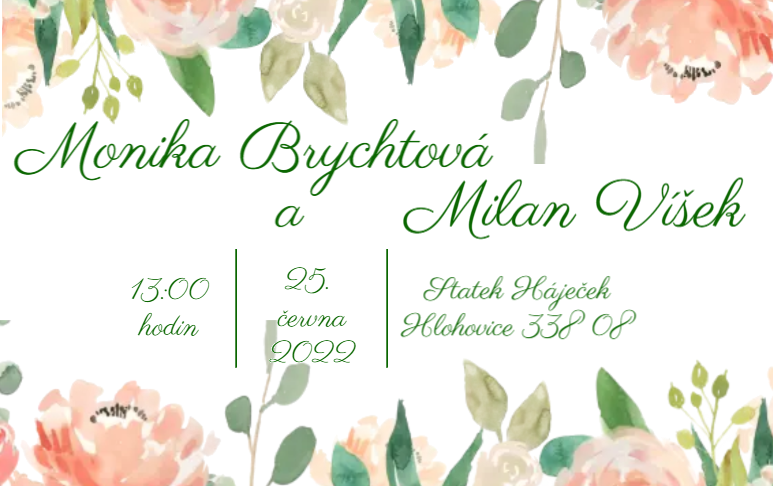 Monika Brychtová
a Milan Víšek
13:00
hodin
25.
června
2022
Statek Háječek
Hlohovice 338 08